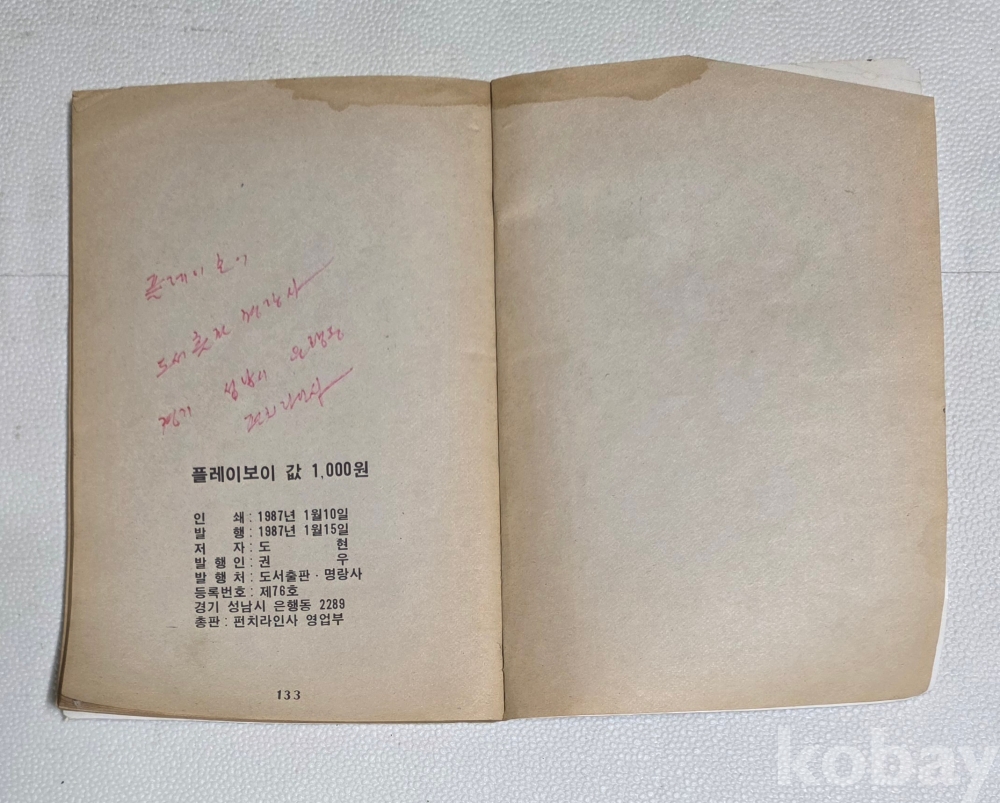 플레이보이
도서출판 명랑사
경기 성남시 은행동
펀치라인사
플레이보이 값 1,000원
인 쇄 : 1987년 1월10일
발 행 : 1987년 1월15일
저 자 : 도 현
발 행 인 : 권 우
발 행 처 : 도서출판 · 명랑사
등록번호 : 제76호
경기 성남시 은행동 2289
총판 : 펀치라인사 영업부
133
kobay